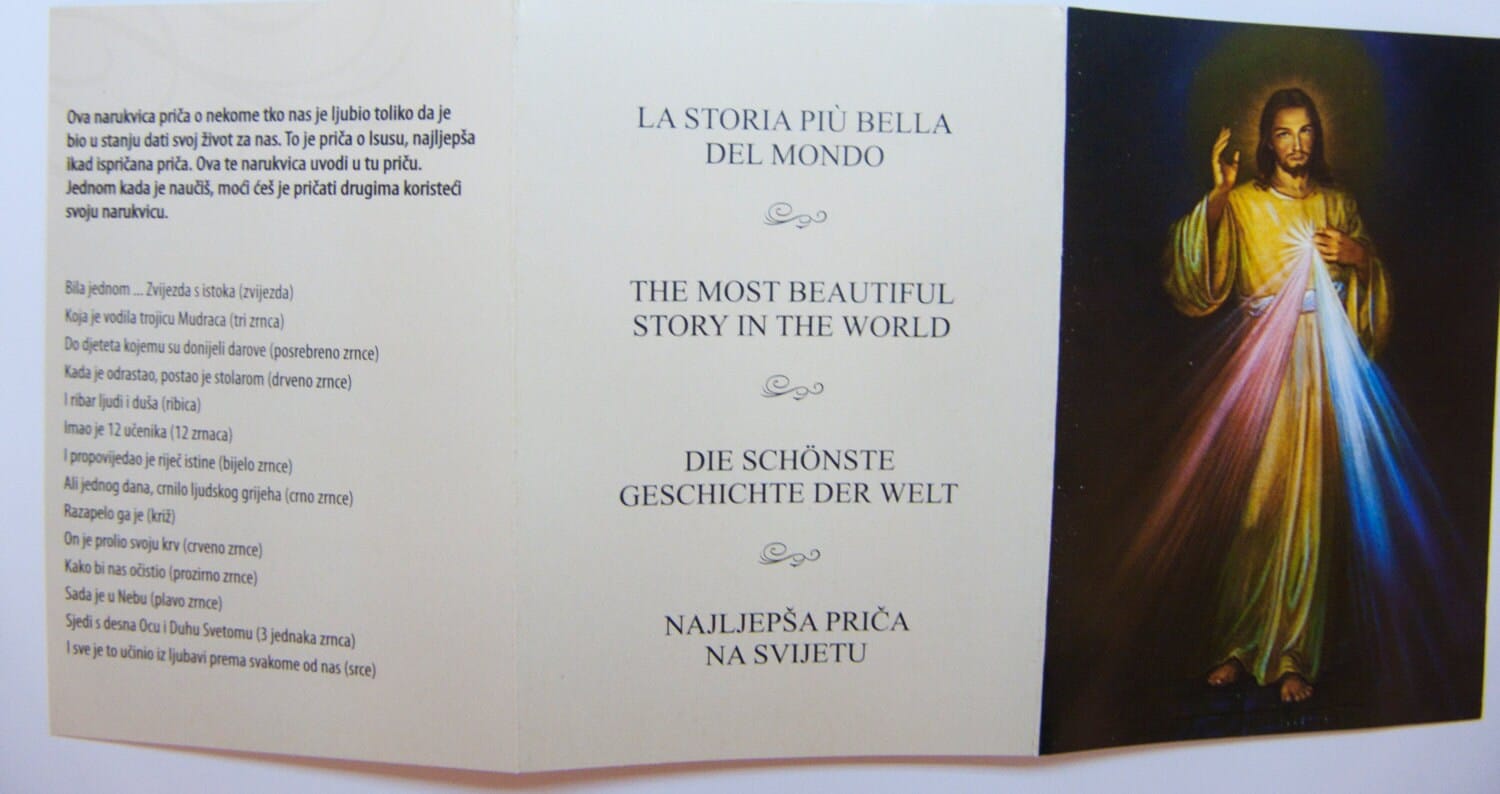 Ova narukvica priča o nekome tko nas je ljubio toliko da je
bio u stanju dati svoj život za nas. To je priča o Isusu, najljepša
ikad ispričana priča. Ova te narukvica uvodi u tu priču.
Jednom kada je naučiš, moći ćeš je pričati drugima koristeći
svoju narukvicu.
Bila jednom ... Zvijezda s istoka (zvijezda)
Koja je vodila trojicu Mudraca (tri zrnca)
Do djeteta kojemu su donijeli darove (posrebreno zrnce)
Kada je odrastao, postao je stolarom (drveno zrnce)
I ribar ljudi i duša (ribica)
Imao je 12 učenika (12 zrnaca)
I propovijedao je riječ istine (bijelo zrnce)
Ali jednog dana, crnilo ljudskog grijeha (crno zrnce)
Razapelo ga je (križ)
On je prolio svoju krv (crveno zrnce)
Kako bi nas očistio (prozirno zrnce)
Sada je u Nebu (plavo zrnce)
Sjedi s desna Ocu i Duhu Svetomu (3 jednaka zrnca)
I sve je to učinio iz ljubavi prema svakome od nas (srce)
LA STORIA PIÙ BELLA
DEL MONDO
THE MOST BEAUTIFUL
STORY IN THE WORLD
DIE SCHÖNSTE
GESCHICHTE DER WELT
NAJLJEPŠA PRIČA
NA SVIJETU